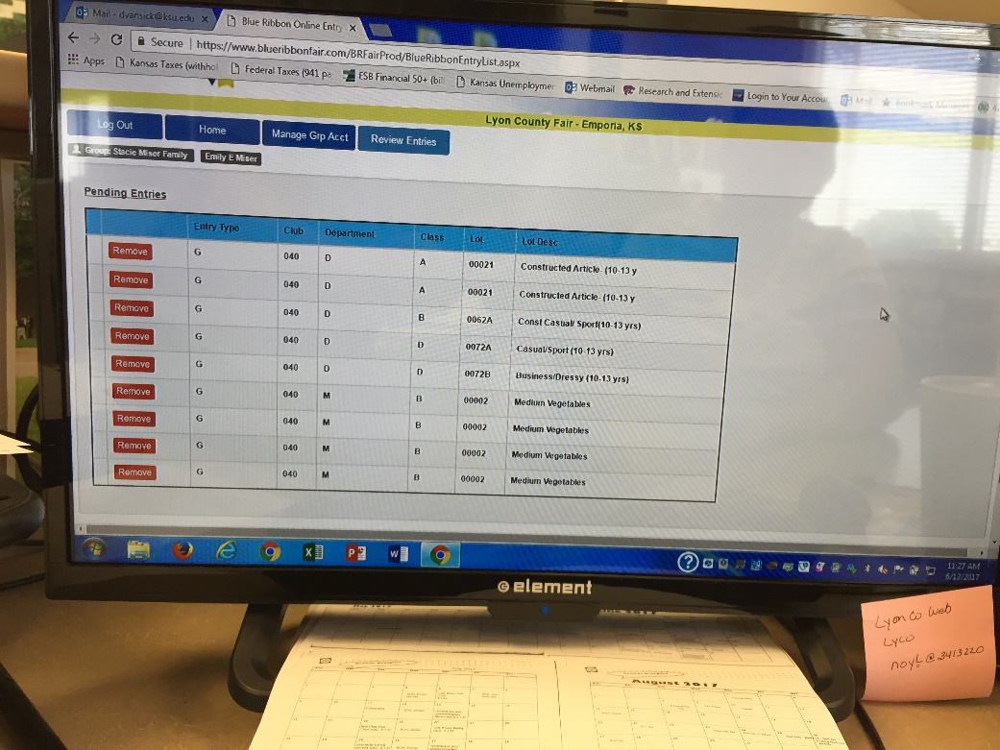 Mail - dvansick@ksu.edu
Blue Ribbon Online Entry
Secure https://www.blueribbonfair.com/BRFairProd/BlueRibbonEntryList.aspx
Apps Kansas Taxes (withhol Federal Taxes (941 pa ESB Financial 50+ (bil Kansas Unemploymer Webmail Research and Extensic Login to Your Accou Mail Bookmark Manager
Lyon County Fair - Emporia, KS
Log Out Home Manage Grp Acct Review Entries
Group: Stacie Miser Family Emily E Miser
Pending Entries
Entry Type Club Department Class Lot Lot Desc
Remove G 040 D A 00021 Constructed Article- (10-13 y
Remove G 040 D A 00021 Constructed Article- (10-13 y
Remove G 040 D B 0062A Const Casual/ Sport(10-13 yrs)
Remove G 040 D D 0072A Casual/Sport (10-13 yrs)
Remove G 040 D D 0072B Business/Dressy (10-13 yrs)
Remove G 040 M B 00002 Medium Vegetables
Remove G 040 M B 00002 Medium Vegetables
Remove G 040 M B 00002 Medium Vegetables
Remove G 040 M B 00002 Medium Vegetables
11:27 AM
6/12/2017
element
Lyon Co Web
Lyco
August 2017